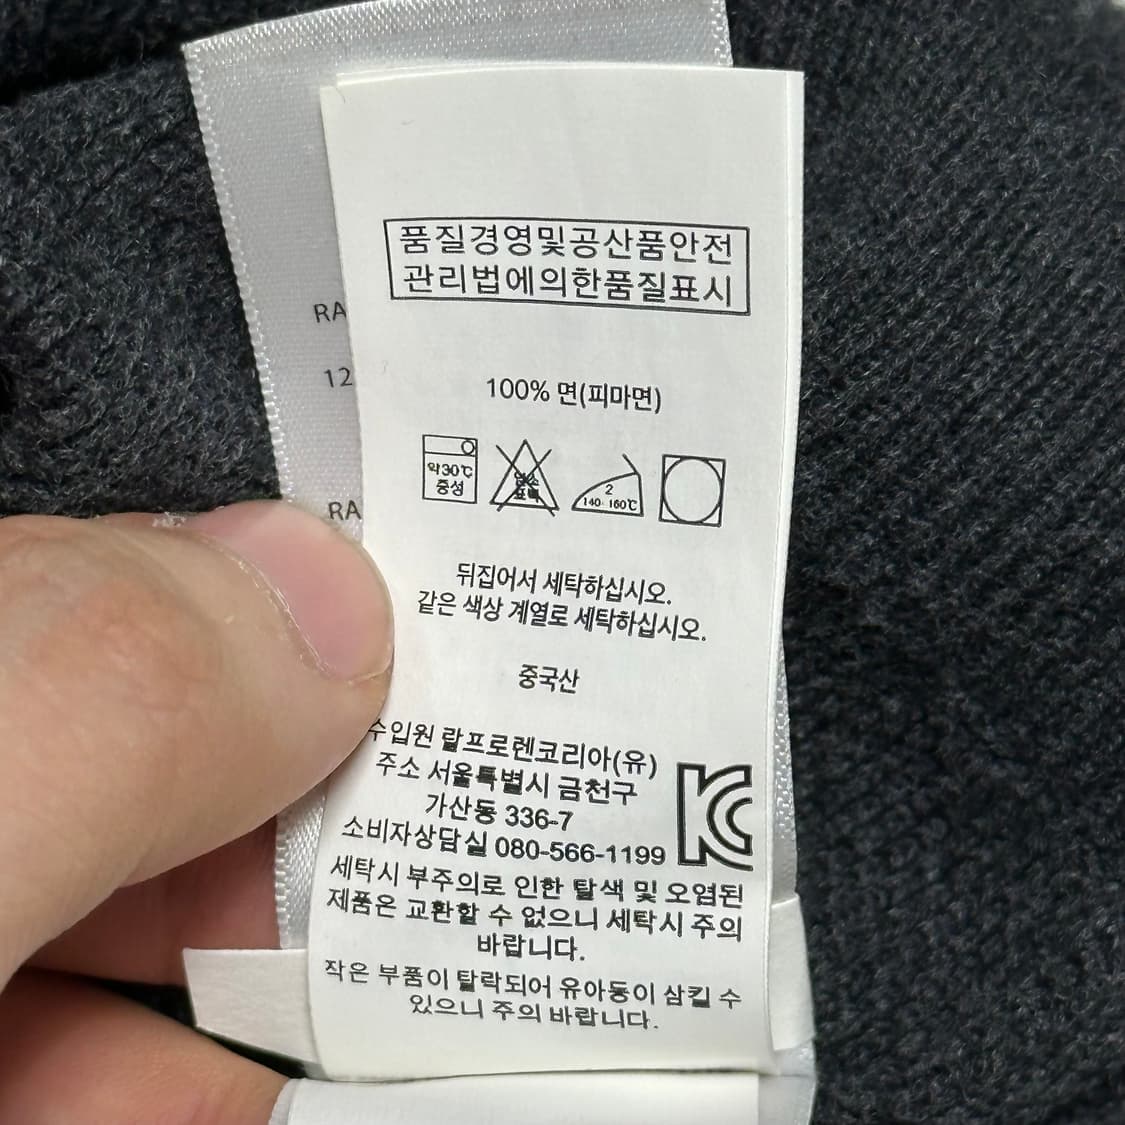 품질경영및공산품안전
관리법에의한품질표시
RA
12
100% 면(피마면)
약30℃
중성
염소
표백
2
140-160℃
RA
뒤집어서 세탁하십시오.
같은 색상 계열로 세탁하십시오.
중국산
수입원 랄프로렌코리아(유)
주소 서울특별시 금천구
가산동 336-7
소비자상담실 080-566-1199
세탁시 부주의로 인한 탈색 및 오염된
제품은 교환할 수 없으니 세탁시 주의
바랍니다.
작은 부품이 탈락되어 유아동이 삼킬 수
있으니 주의 바랍니다.